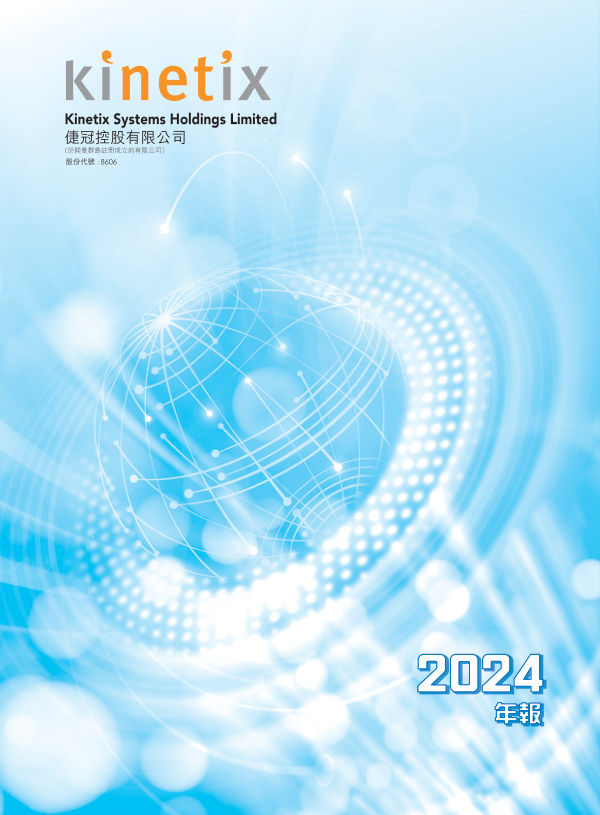 kinetix
Kinetix Systems Holdings Limited
倢冠控股有限公司
(於開曼群島註冊成立的有限公司)
股份代號 : 8606
2024
年報